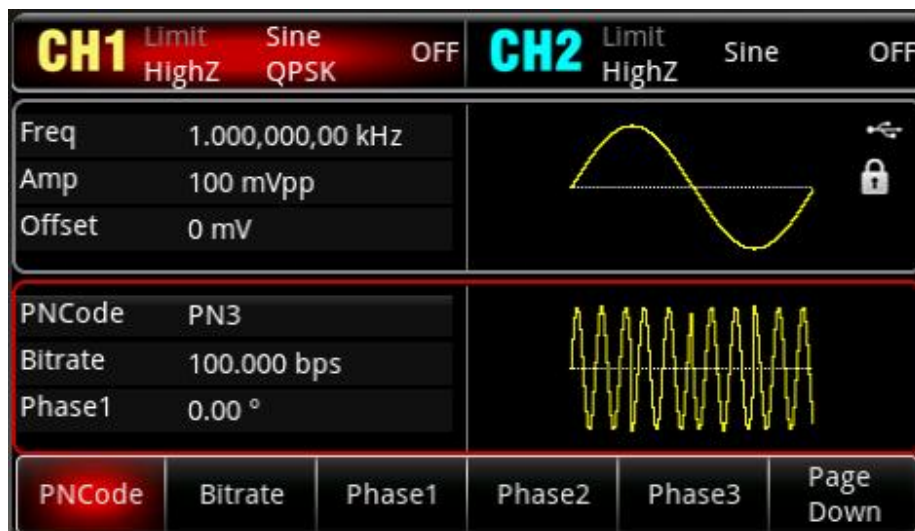 CH1 Limit Sine OFF CH2 Limit Sine OFF
HighZ QPSK HighZ
Freq 1.000,000,00 kHz
Amp 100 mVpp
Offset 0 mV
PNCode PN3
Bitrate 100.000 bps
Phase1 0.00 °
PNCode Bitrate Phase1 Phase2 Phase3 Page Down